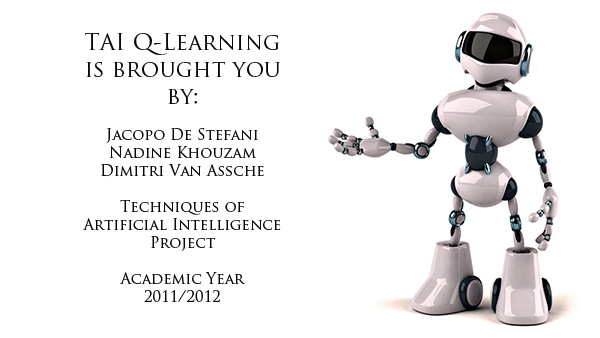 TAI Q-Learning
is brought you
by:
Jacopo De Stefani
Nadine Khouzam
Dimitri Van Assche
Techniques of
Artificial Intelligence
Project
Academic Year
2011/2012